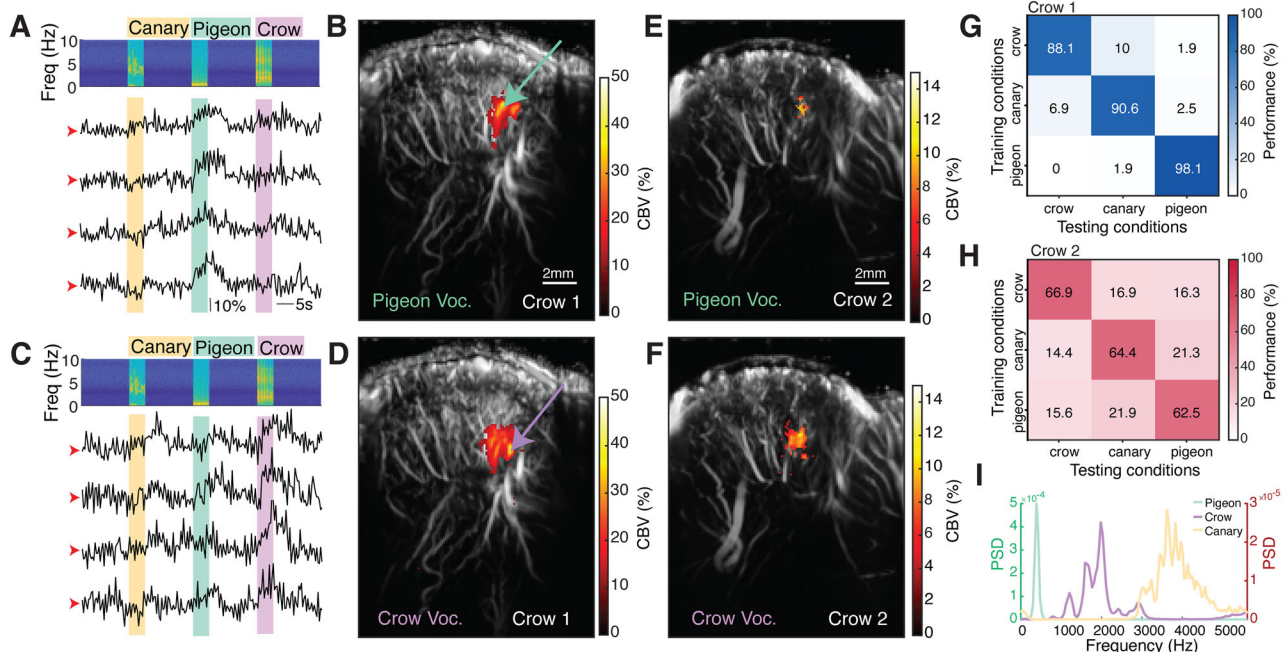 A
Canary Pigeon Crow
Freq (Hz)
10
5
0
10%
5s
B
Pigeon Voc.
Crow 1
2mm
50
40
30
20
10
0
CBV (%)
C
Canary Pigeon Crow
Freq (Hz)
10
5
0
D
Crow Voc.
Crow 1
50
40
30
20
10
0
CBV (%)
E
Pigeon Voc.
Crow 2
2mm
14
12
10
8
6
4
2
0
CBV (%)
F
Crow Voc.
Crow 2
14
12
10
8
6
4
2
0
CBV (%)
G
Crow 1
Training conditions
crow
canary
pigeon
88.1 10 1.9
6.9 90.6 2.5
0 1.9 98.1
crow canary pigeon
Testing conditions
100
80
60
40
20
0
Performance (%)
H
Crow 2
Training conditions
crow
canary
pigeon
66.9 16.9 16.3
14.4 64.4 21.3
15.6 21.9 62.5
crow canary pigeon
Testing conditions
100
80
60
40
20
0
Performance (%)
I
5 ×10⁻⁴
4
3
2
1
0
PSD
Pigeon
Crow
Canary
3 ×10⁻⁵
2
1
0
PSD
0 1000 2000 3000 4000 5000
Frequency (Hz)